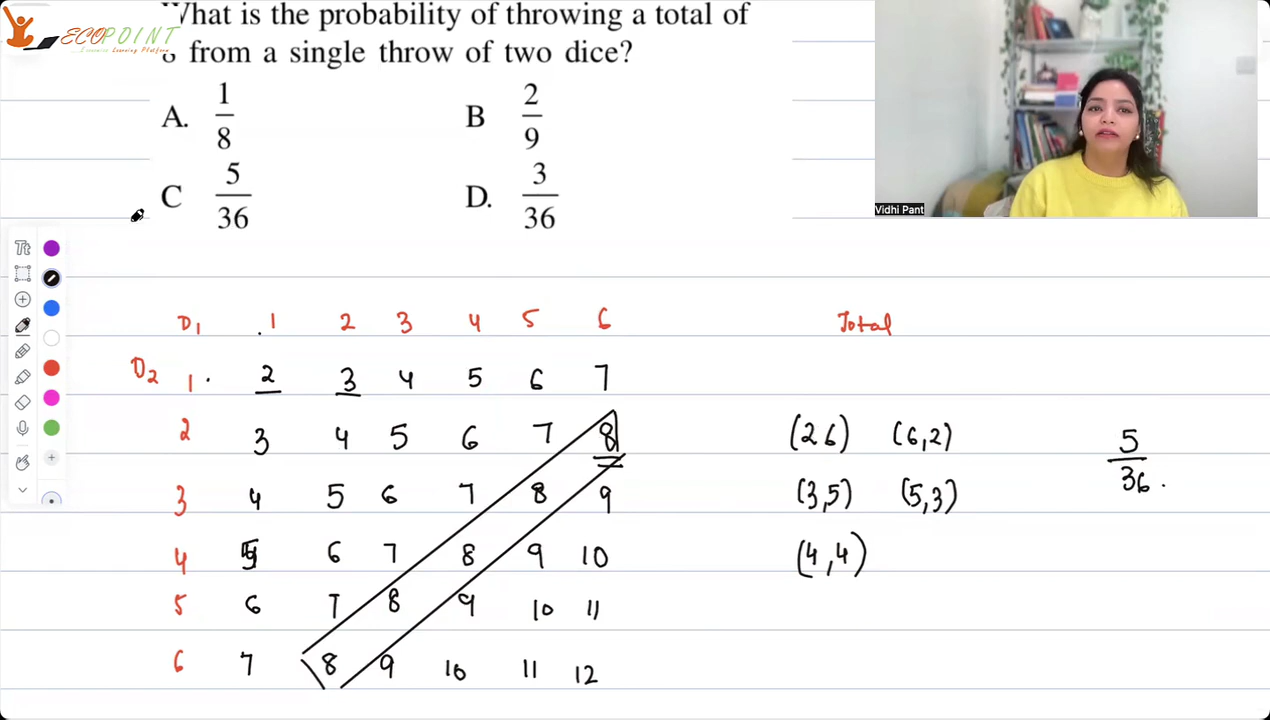 ECOPOINT
Learning Platform
What is the probability of throwing a total of
8 from a single throw of two dice?
A. 1/8 B 2/9
C 5/36 D. 3/36
Vidhi Pant
Tt
D1 1 2 3 4 5 6 Total
D2 1 2 3 4 5 6 7
2 3 4 5 6 7 8 (2 6) (6,2) 5/36
3 4 5 6 7 8 9 (3,5) (5,3)
4 5 6 7 8 9 10 (4,4)
5 6 7 8 9 10 11
6 7 8 9 10 11 12